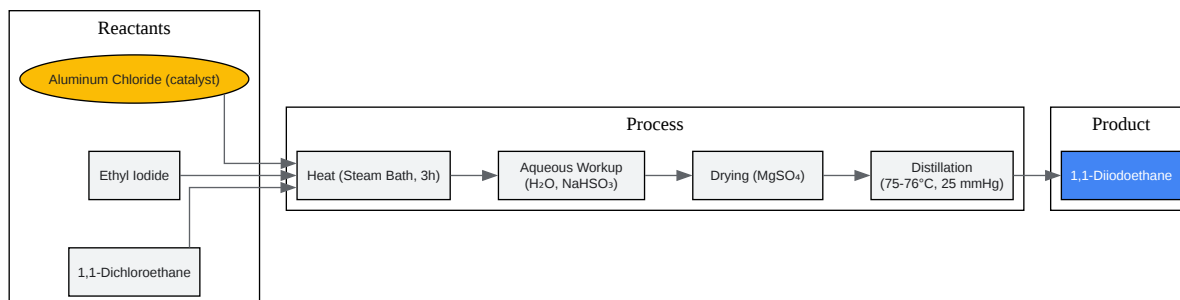 Reactants
Aluminum Chloride (catalyst)
Ethyl Iodide
1,1-Dichloroethane
Process
Heat (Steam Bath, 3h)
Aqueous Workup
(H₂O, NaHSO₃)
Drying (MgSO₄)
Distillation
(75-76°C, 25 mmHg)
Product
1,1-Diiodoethane